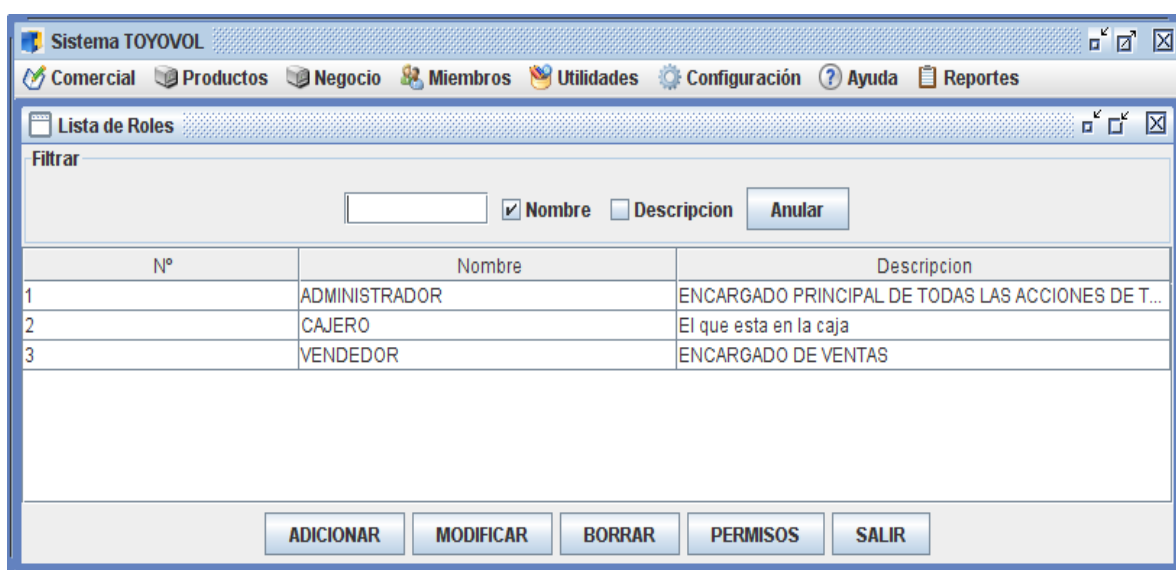 Sistema TOYOVOL
Comercial Productos Negocio Miembros Utilidades Configuración Ayuda Reportes
Lista de Roles
Filtrar
Nombre Descripcion Anular
Nº Nombre Descripcion
1 ADMINISTRADOR ENCARGADO PRINCIPAL DE TODAS LAS ACCIONES DE T...
2 CAJERO El que esta en la caja
3 VENDEDOR ENCARGADO DE VENTAS
ADICIONAR MODIFICAR BORRAR PERMISOS SALIR